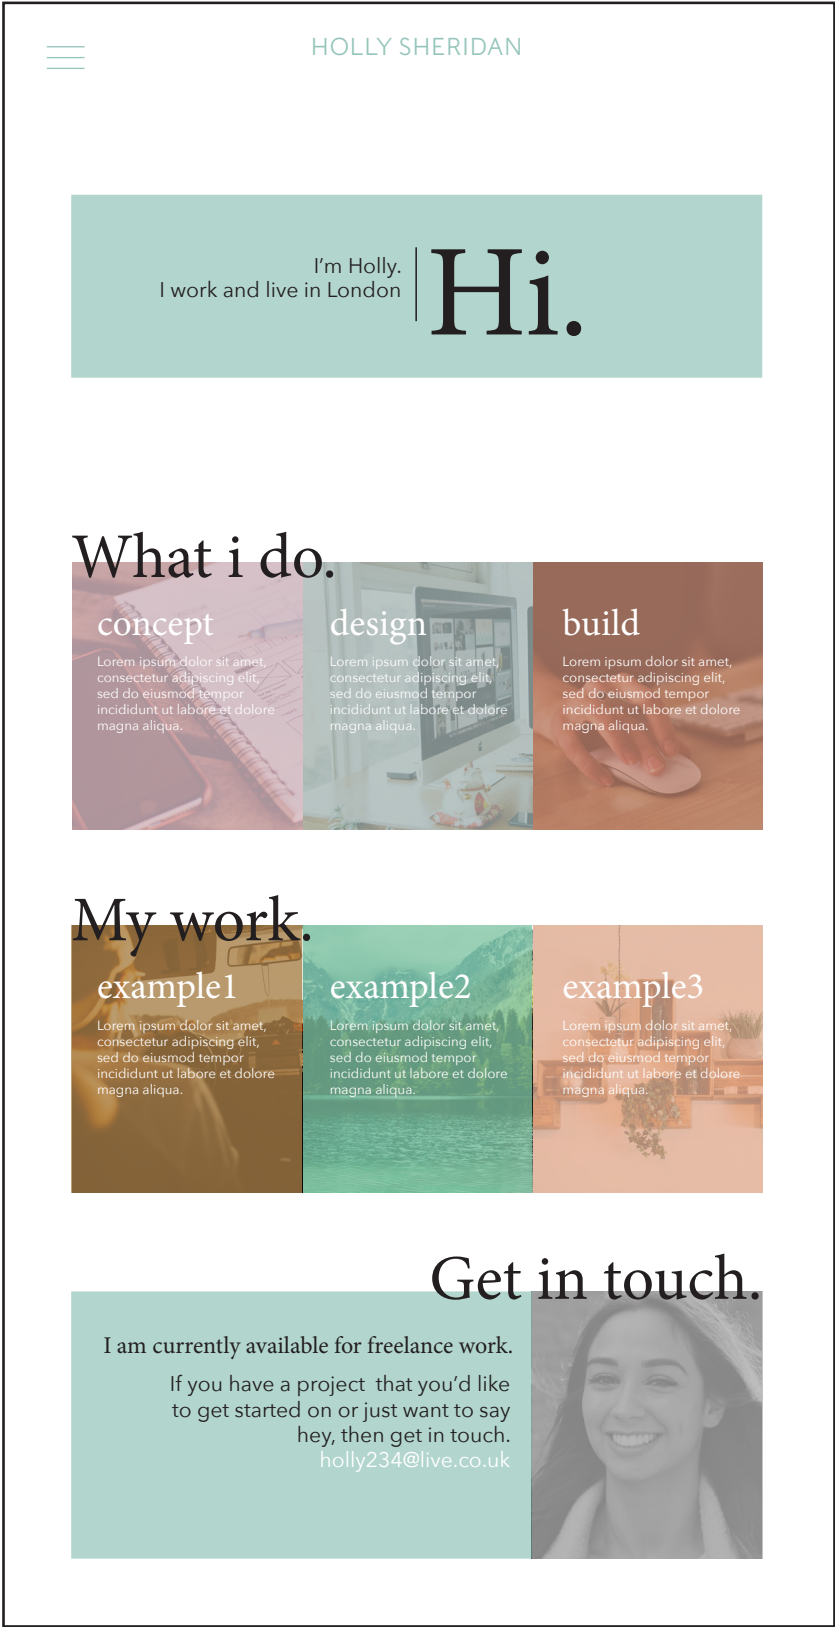 HOLLY SHERIDAN
I'm Holly.
I work and live in London
Hi.
What i do.
concept
Lorem ipsum dolor sit amet,
consectetur adipiscing elit,
sed do eiusmod tempor
incididunt ut labore et dolore
magna aliqua.
design
Lorem ipsum dolor sit amet,
consectetur adipiscing elit,
sed do eiusmod tempor
incididunt ut labore et dolore
magna aliqua.
build
Lorem ipsum dolor sit amet,
consectetur adipiscing elit,
sed do eiusmod tempor
incididunt ut labore et dolore
magna aliqua.
My work.
example1
Lorem ipsum dolor sit amet,
consectetur adipiscing elit,
sed do eiusmod tempor
incididunt ut labore et dolore
magna aliqua.
example2
Lorem ipsum dolor sit amet,
consectetur adipiscing elit,
sed do eiusmod tempor
incididunt ut labore et dolore
magna aliqua.
example3
Lorem ipsum dolor sit amet,
consectetur adipiscing elit,
sed do eiusmod tempor
incididunt ut labore et dolore
magna aliqua.
Get in touch.
I am currently available for freelance work.
If you have a project  that you'd like
to get started on or just want to say
hey, then get in touch.
holly234@live.co.uk